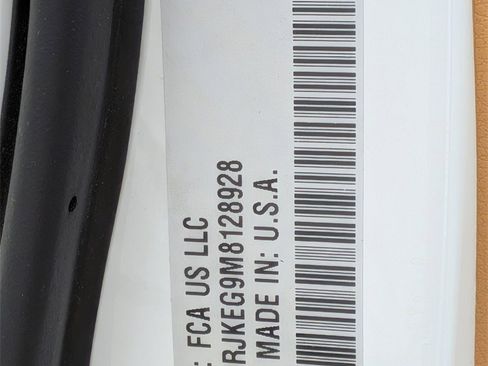 : FCA US LLC
RJKEG9M8128928
MADE IN: U.S.A.